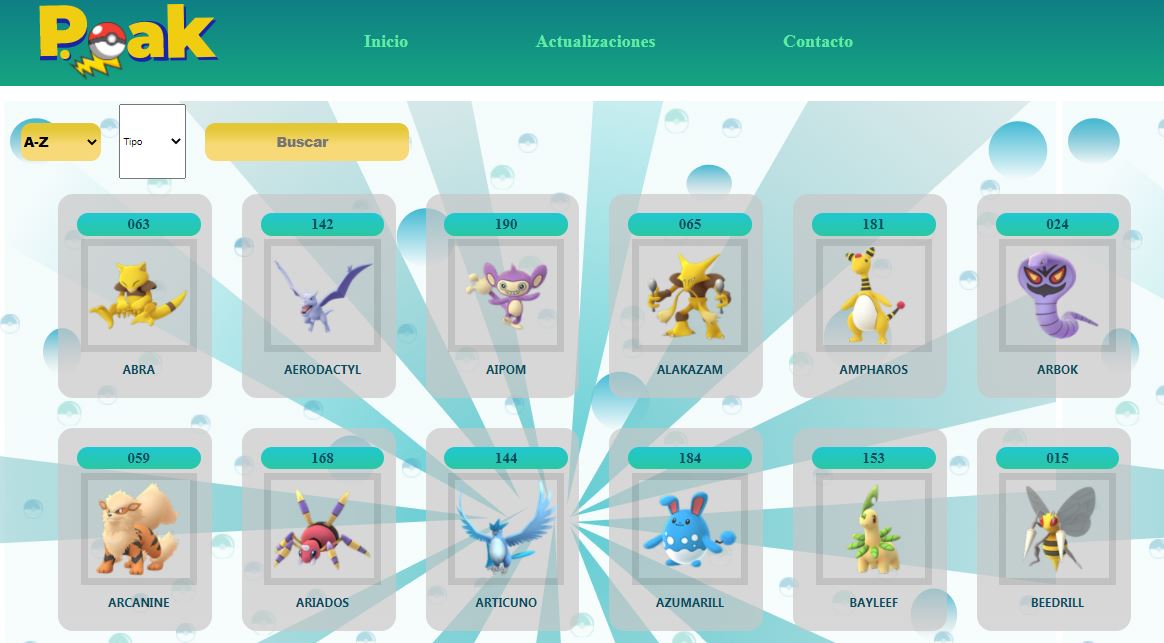 Poak
Inicio Actualizaciones Contacto
A-Z Tipo Buscar
063 142 190 065 181 024
ABRA AERODACTYL AIPOM ALAKAZAM AMPHAROS ARBOK
059 168 144 184 153 015
ARCANINE ARIADOS ARTICUNO AZUMARILL BAYLEEF BEEDRILL